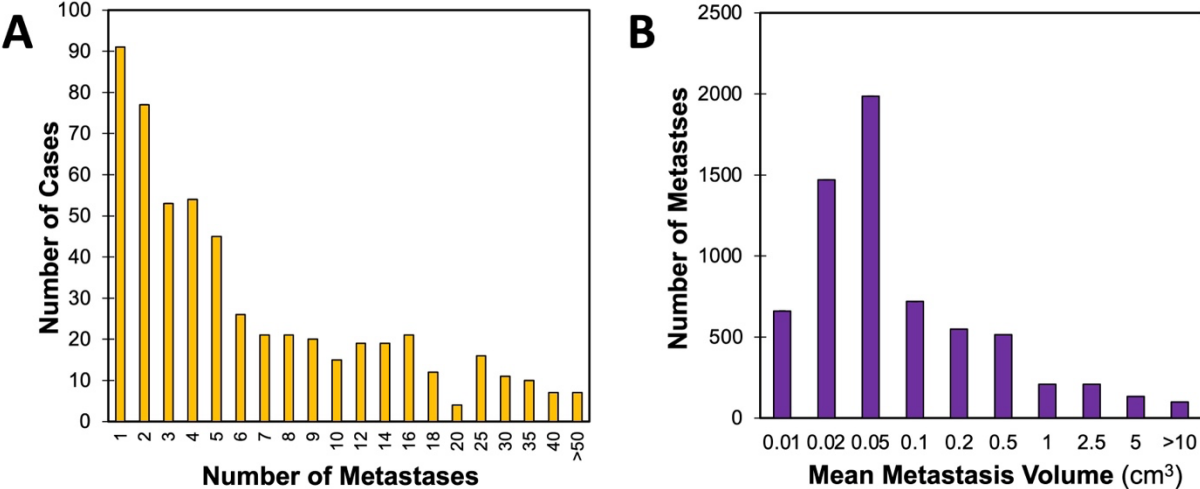 A
100
90
80
70
60
50
40
30
20
10
0
Number of Cases
1 2 3 4 5 6 7 8 9 10 12 14 16 18 20 25 30 35 40 >50
Number of Metastases
B
2500
2000
1500
1000
500
0
Number of Metastses
0.01 0.02 0.05 0.1 0.2 0.5 1 2.5 5 >10
Mean Metastasis Volume (cm³)